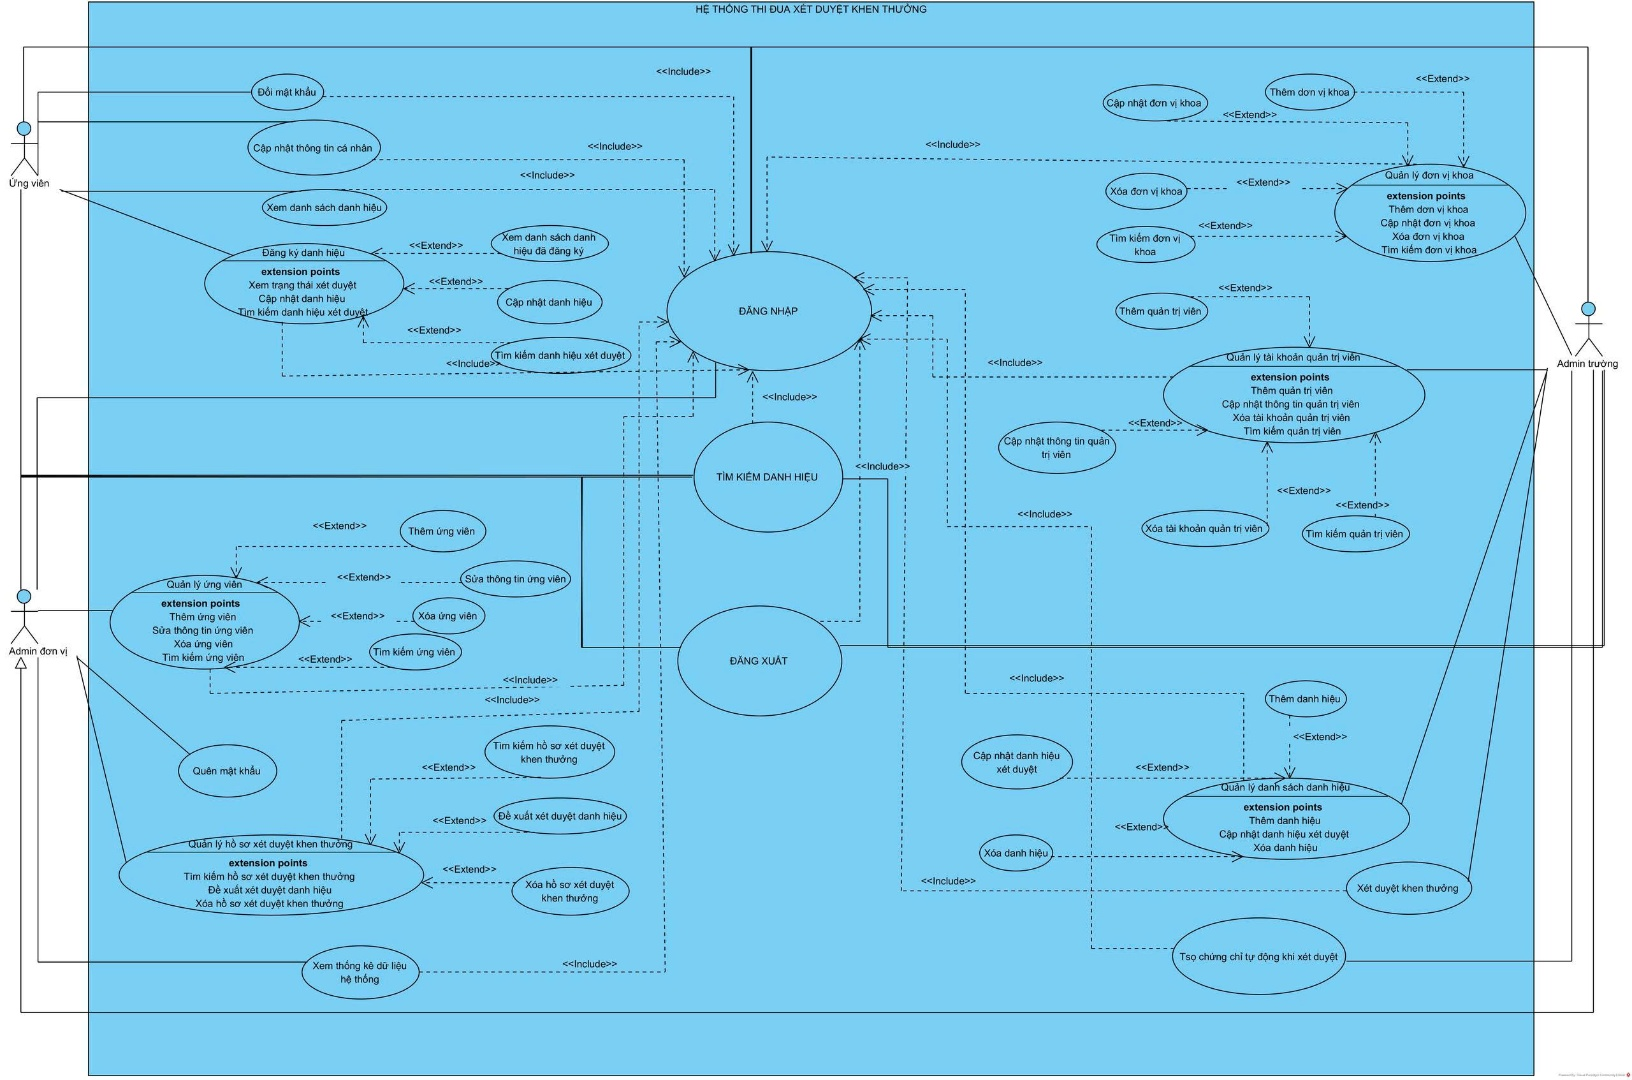 HỆ THỐNG THI ĐUA XÉT DUYỆT KHEN THƯỞNG
Ứng viên
Đổi mật khẩu
<<Include>>
Cập nhật thông tin cá nhân
<<Include>>
<<Include>>
Xem danh sách danh hiệu
Đăng ký danh hiệu
extension points
Xem trạng thái xét duyệt
Cập nhật danh hiệu
Tìm kiếm danh hiệu xét duyệt
<<Extend>>
Xem danh sách danh
hiệu đã đăng ký
<<Extend>>
Cập nhật danh hiệu
<<Extend>>
Tìm kiếm danh hiệu xét duyệt
<<Include>>
ĐĂNG NHẬP
<<Include>>
TÌM KIẾM DANH HIỆU
<<Include>>
ĐĂNG XUẤT
Cập nhật đơn vị khoa
<<Extend>>
Thêm dơn vị khoa
<<Extend>>
<<Include>>
Xóa đơn vị khoa
<<Extend>>
Tìm kiếm đơn vị
khoa
<<Extend>>
Quản lý đơn vị khoa
extension points
Thêm dơn vị khoa
Cập nhật đơn vị khoa
Xóa đơn vị khoa
Tìm kiếm đơn vị khoa
Admin trường
Thêm quản trị viên
<<Extend>>
<<Include>>
Quản lý tài khoản quản trị viên
extension points
Thêm quản trị viên
Cập nhật thông tin quản trị viên
Xóa tài khoản quản trị viên
Tìm kiếm quản trị viên
Cập nhật thông tin quản
trị viên
<<Extend>>
<<Extend>>
Xóa tài khoản quản trị viên
<<Extend>>
Tìm kiếm quản trị viên
<<Include>>
Admin đơn vị
Quản lý ứng viên
extension points
Thêm ứng viên
Sửa thông tin ứng viên
Xóa ứng viên
Tìm kiếm ứng viên
<<Extend>>
Thêm ứng viên
<<Extend>>
Sửa thông tin ứng viên
<<Extend>>
Xóa ứng viên
<<Extend>>
Tìm kiếm ứng viên
<<Include>>
<<Include>>
Quên mật khẩu
Tìm kiếm hồ sơ xét duyệt
khen thưởng
<<Extend>>
Đề xuất xét duyệt danh hiệu
<<Extend>>
Quản lý hồ sơ xét duyệt khen thưởng
extension points
Tìm kiếm hồ sơ xét duyệt khen thưởng
Đề xuất xét duyệt danh hiệu
Xóa hồ sơ xét duyệt khen thưởng
<<Extend>>
Xóa hồ sơ xét duyệt
khen thưởng
Xem thống kê dữ liệu
hệ thống
<<Include>>
<<Include>>
Thêm danh hiệu
<<Extend>>
Cập nhật danh hiệu
xét duyệt
<<Extend>>
Quản lý danh sách danh hiệu
extension points
Thêm danh hiệu
Cập nhật danh hiệu xét duyệt
Xóa danh hiệu
<<Extend>>
Xóa danh hiệu
<<Include>>
Xét duyệt khen thưởng
Tsọ chứng chỉ tự động khi xét duyệt